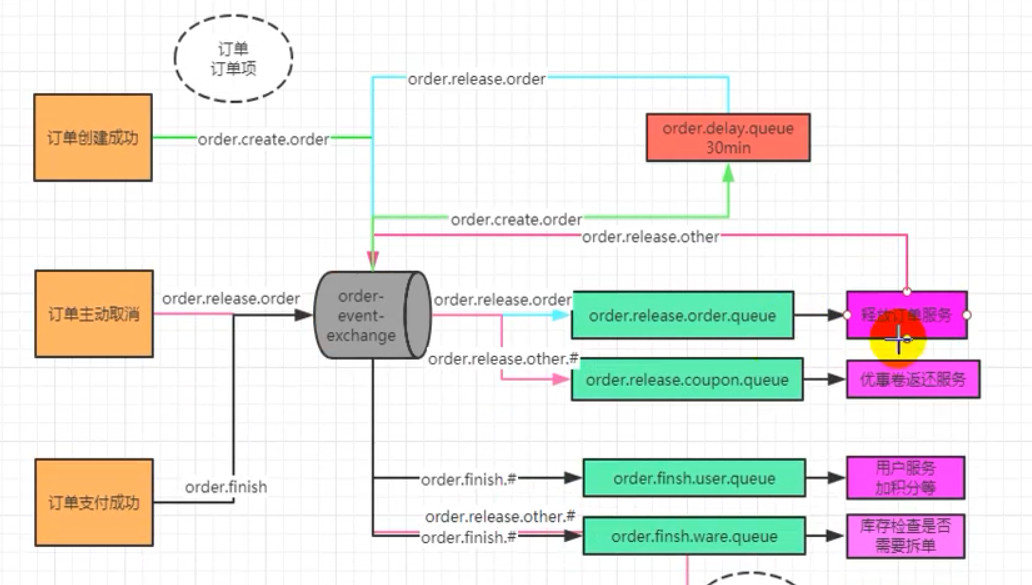 订单
订单项
order.release.order
订单创建成功
order.create.order
order.delay.queue
30min
order.create.order
order.release.other
订单主动取消
order.release.order
order-
event-
exchange
order.release.order
order.release.order.queue
释放订单服务
order.release.other.#
order.release.coupon.queue
优惠卷返还服务
订单支付成功
order.finish
order.finish.#
order.finsh.user.queue
用户服务
加积分等
order.release.other.#
order.finish.#
order.finsh.ware.queue
库存检查是否
需要拆单